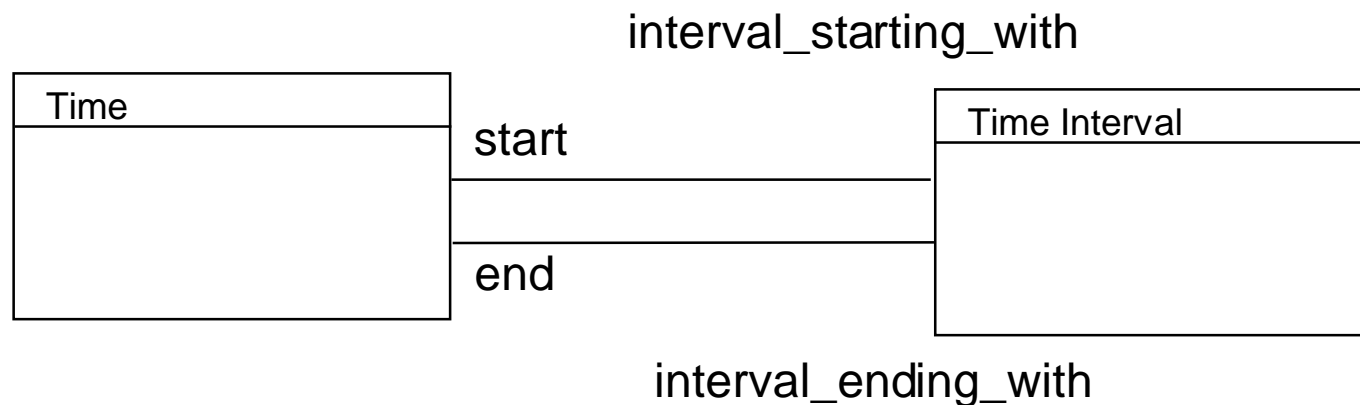 interval_starting_with
Time
start
Time Interval
end
interval_ending_with